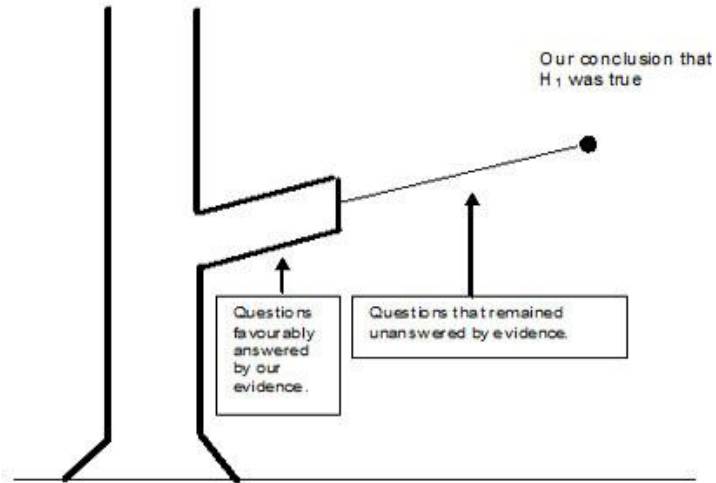 Our conclusion that
H₁ was true
Questions
favourably
answered
by our
evidence.
Questions that remained
unanswered by evidence.